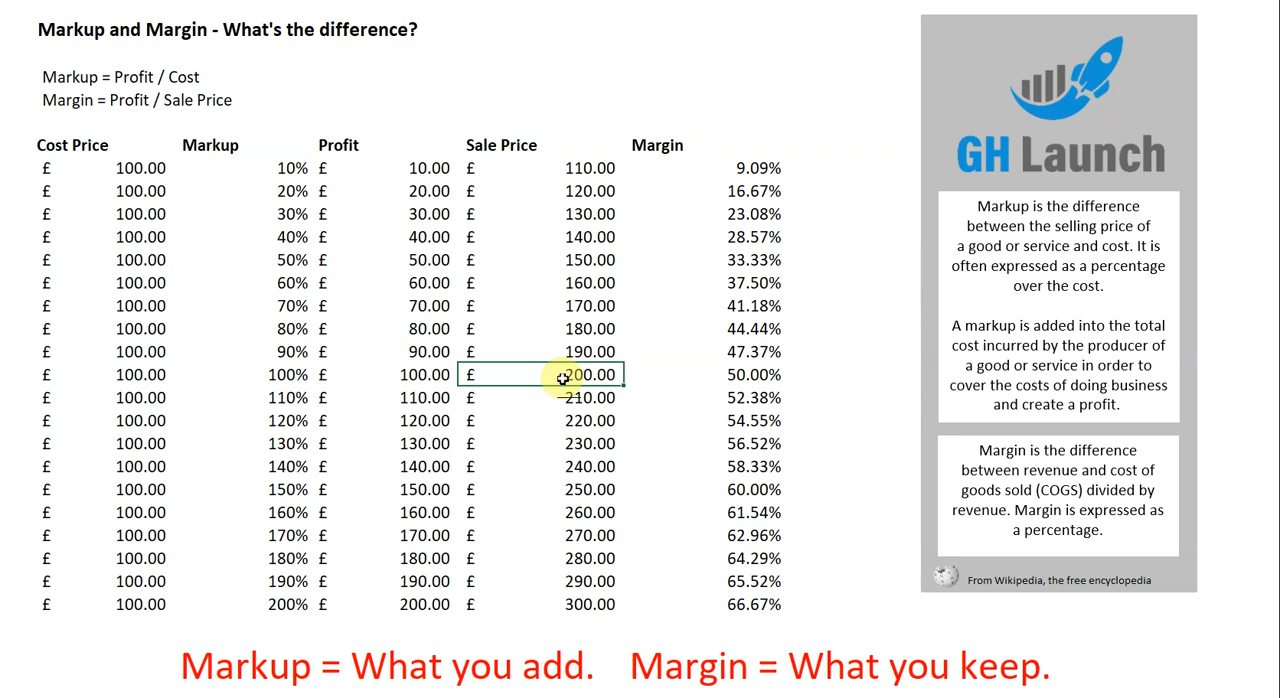 Markup and Margin - What's the difference?
Markup = Profit / Cost
Margin = Profit / Sale Price
Cost Price Markup Profit Sale Price Margin
£ 100.00 10% £ 10.00 £ 110.00 9.09%
£ 100.00 20% £ 20.00 £ 120.00 16.67%
£ 100.00 30% £ 30.00 £ 130.00 23.08%
£ 100.00 40% £ 40.00 £ 140.00 28.57%
£ 100.00 50% £ 50.00 £ 150.00 33.33%
£ 100.00 60% £ 60.00 £ 160.00 37.50%
£ 100.00 70% £ 70.00 £ 170.00 41.18%
£ 100.00 80% £ 80.00 £ 180.00 44.44%
£ 100.00 90% £ 90.00 £ 190.00 47.37%
£ 100.00 100% £ 100.00 £ 200.00 50.00%
£ 100.00 110% £ 110.00 £ 210.00 52.38%
£ 100.00 120% £ 120.00 £ 220.00 54.55%
£ 100.00 130% £ 130.00 £ 230.00 56.52%
£ 100.00 140% £ 140.00 £ 240.00 58.33%
£ 100.00 150% £ 150.00 £ 250.00 60.00%
£ 100.00 160% £ 160.00 £ 260.00 61.54%
£ 100.00 170% £ 170.00 £ 270.00 62.96%
£ 100.00 180% £ 180.00 £ 280.00 64.29%
£ 100.00 190% £ 190.00 £ 290.00 65.52%
£ 100.00 200% £ 200.00 £ 300.00 66.67%
GH Launch
Markup is the difference
between the selling price of
a good or service and cost. It is
often expressed as a percentage
over the cost.
A markup is added into the total
cost incurred by the producer of
a good or service in order to
cover the costs of doing business
and create a profit.
Margin is the difference
between revenue and cost of
goods sold (COGS) divided by
revenue. Margin is expressed as
a percentage.
From Wikipedia, the free encyclopedia
Markup = What you add. Margin = What you keep.